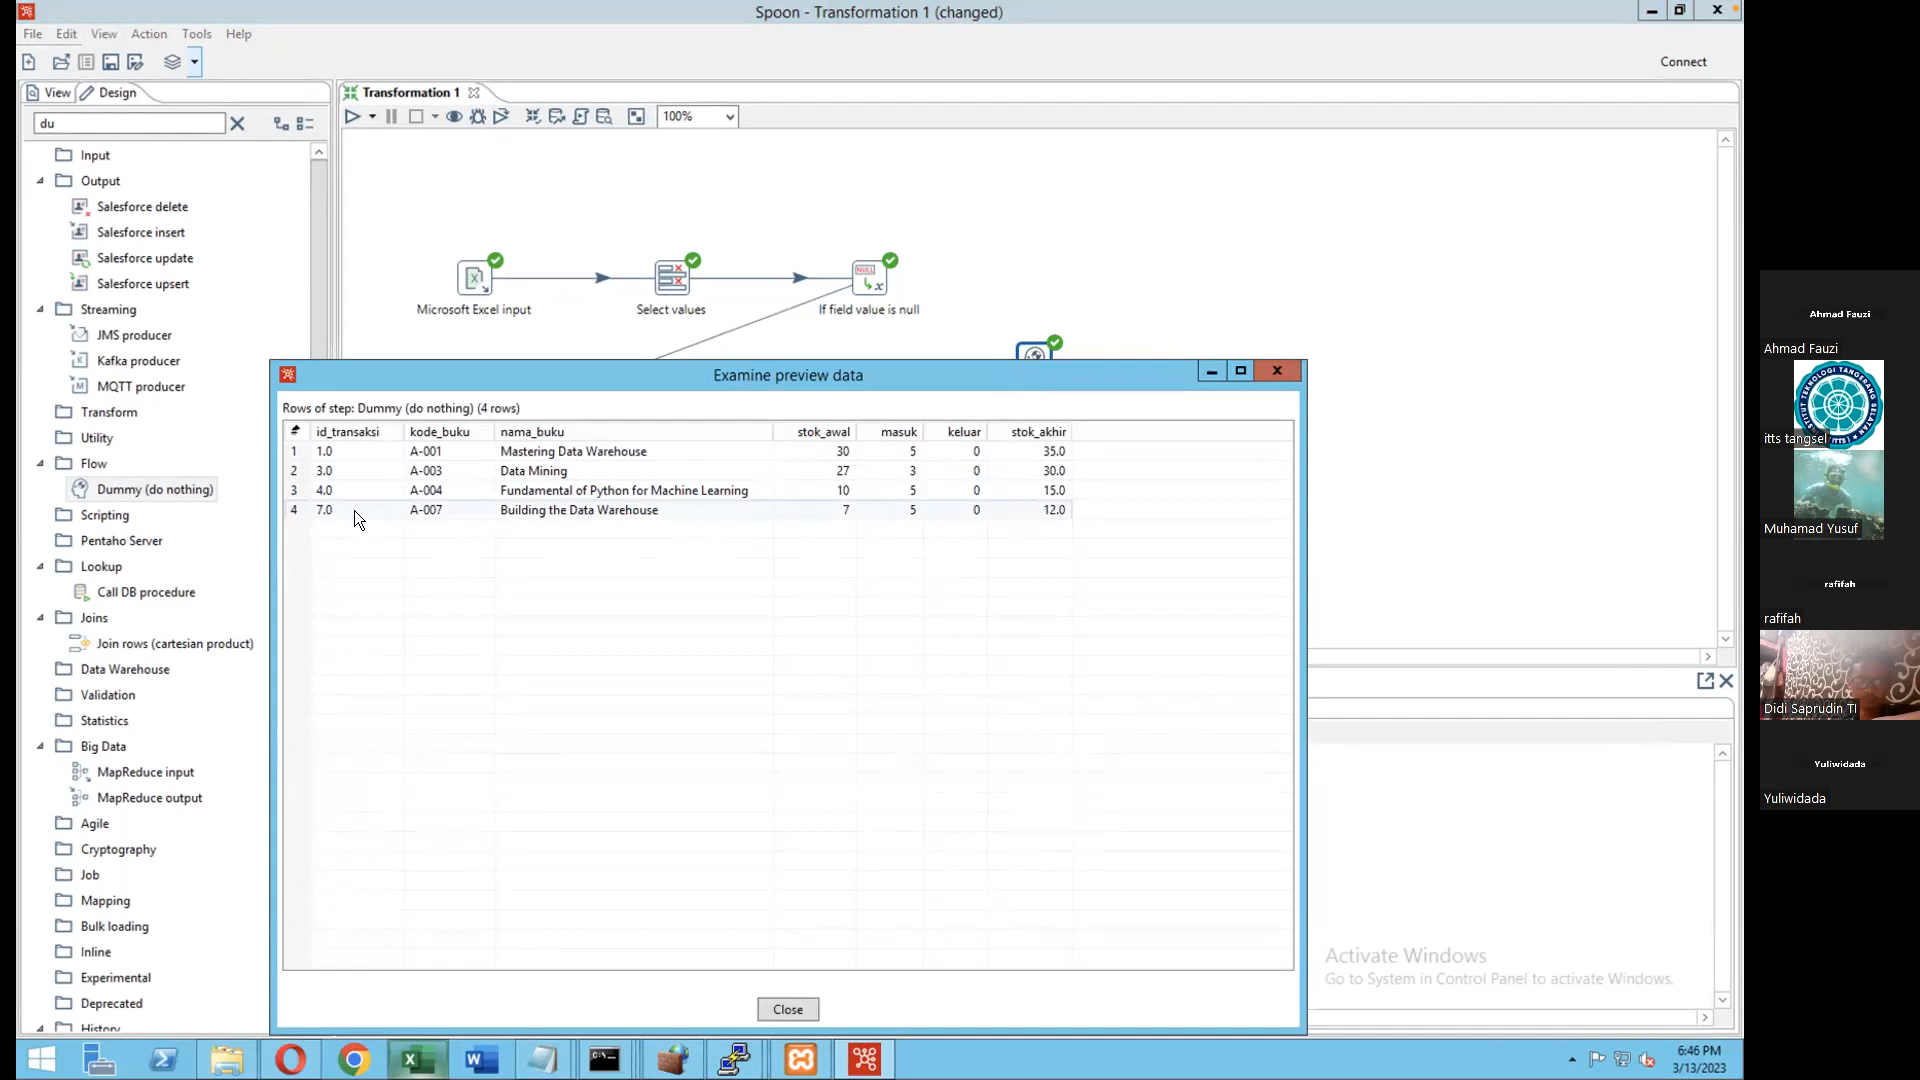 Spoon - Transformation 1 (changed)
File Edit View Action Tools Help
Connect
View Design
Transformation 1
du
100%
Input
Output
Salesforce delete
Salesforce insert
Salesforce update
Salesforce upsert
Streaming
JMS producer
Kafka producer
MQTT producer
Transform
Utility
Flow
Dummy (do nothing)
Scripting
Pentaho Server
Lookup
Call DB procedure
Joins
Join rows (cartesian product)
Data Warehouse
Validation
Statistics
Big Data
MapReduce input
MapReduce output
Agile
Cryptography
Job
Mapping
Bulk loading
Inline
Experimental
Deprecated
History
Microsoft Excel input
Select values
If field value is null
Examine preview data
Rows of step: Dummy (do nothing) (4 rows)
# id_transaksi kode_buku nama_buku stok_awal masuk keluar stok_akhir
1 1.0 A-001 Mastering Data Warehouse 30 5 0 35.0
2 3.0 A-003 Data Mining 27 3 0 30.0
3 4.0 A-004 Fundamental of Python for Machine Learning 10 5 0 15.0
4 7.0 A-007 Building the Data Warehouse 7 5 0 12.0
Close
Activate Windows
Go to System in Control Panel to activate Windows.
6:46 PM
3/13/2023
Ahmad Fauzi
Ahmad Fauzi
itts tangsel
Muhamad Yusuf
rafifah
rafifah
Didi Saprudin TI
Yuliwidada
Yuliwidada